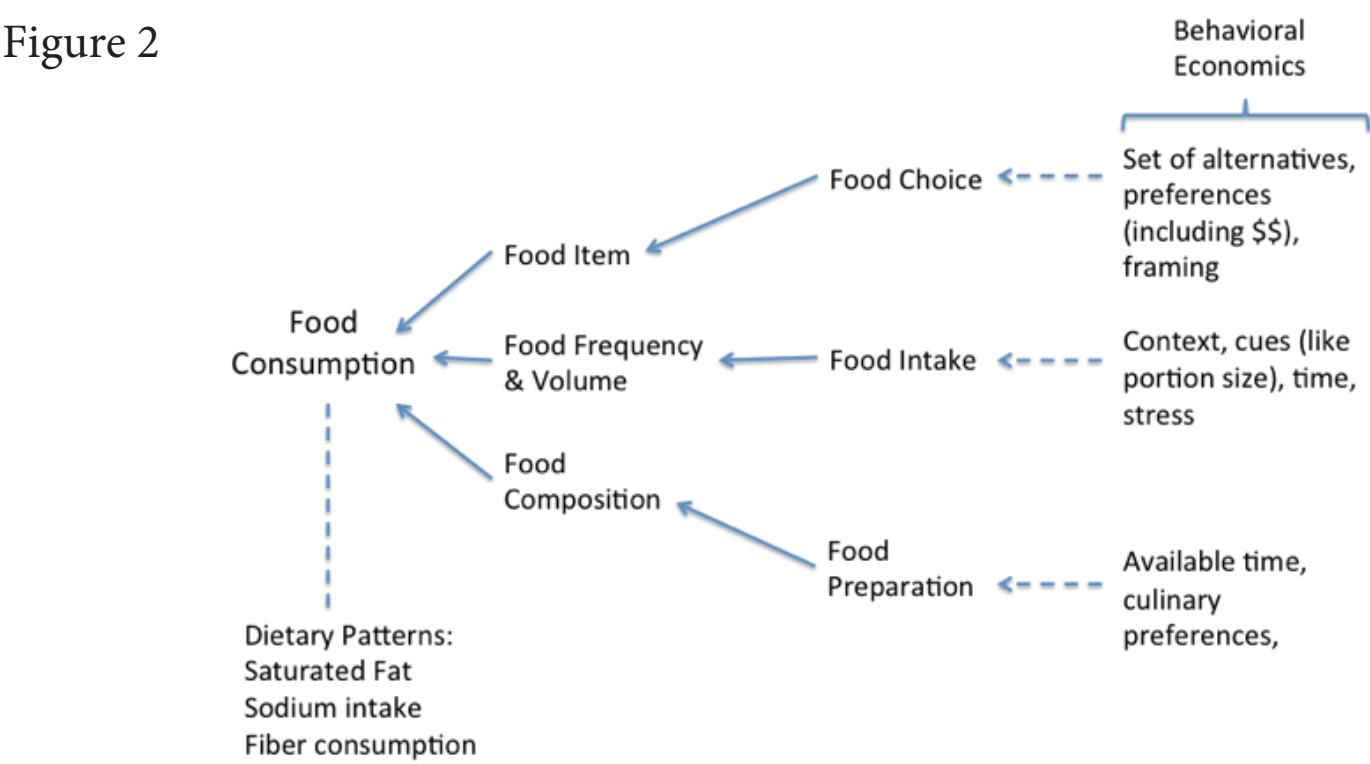 Figure 2
Behavioral
Economics
Food Choice
Set of alternatives,
preferences
(including $$),
framing
Food Item
Food
Consumption
Food Frequency
& Volume
Food Intake
Context, cues (like
portion size), time,
stress
Food
Composition
Food
Preparation
Available time,
culinary
preferences,
Dietary Patterns:
Saturated Fat
Sodium intake
Fiber consumption